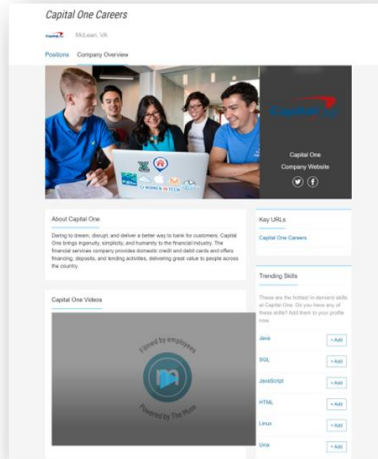 Capital One Careers
McLean, VA
Positions Company Overview
WOMEN IN TECH
Capital One
Company Website
About Capital One
Daring to dream, disrupt, and deliver a better way to bank for customers, Capital
One brings ingenuity, simplicity, and humanity to the financial industry. The
financial services company provides domestic credit and debit cards and offers
financing, deposits, and lending activities, delivering great value to people across
the country.
Key URLs
Capital One Careers
Trending Skills
These are the hottest in-demand skills
at Capital One. Do you have any of
these skills? Add them to your profile
now.
Java + Add
SQL + Add
JavaScript + Add
HTML + Add
Linux + Add
Unix + Add
Capital One Videos
Filmed by employees
Powered by The Muse